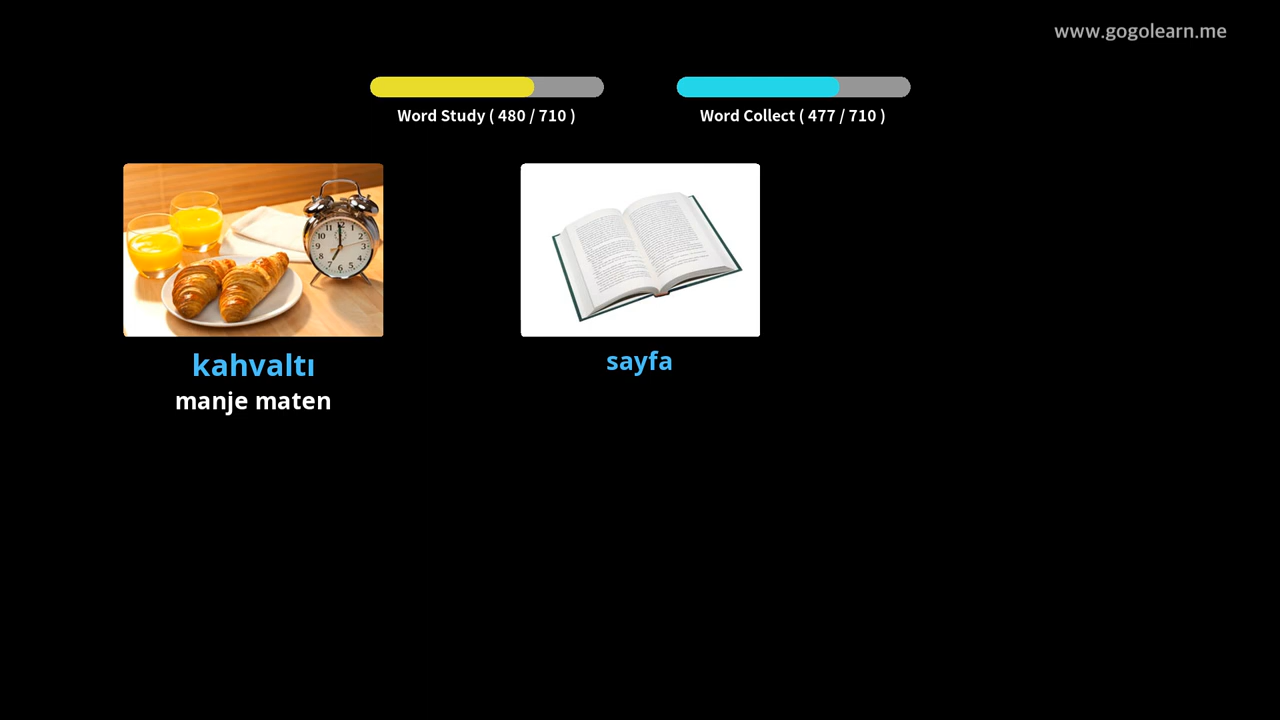 www.gogolearn.me
Word Study ( 480 / 710 )
Word Collect ( 477 / 710 )
kahvaltı
manje maten
sayfa